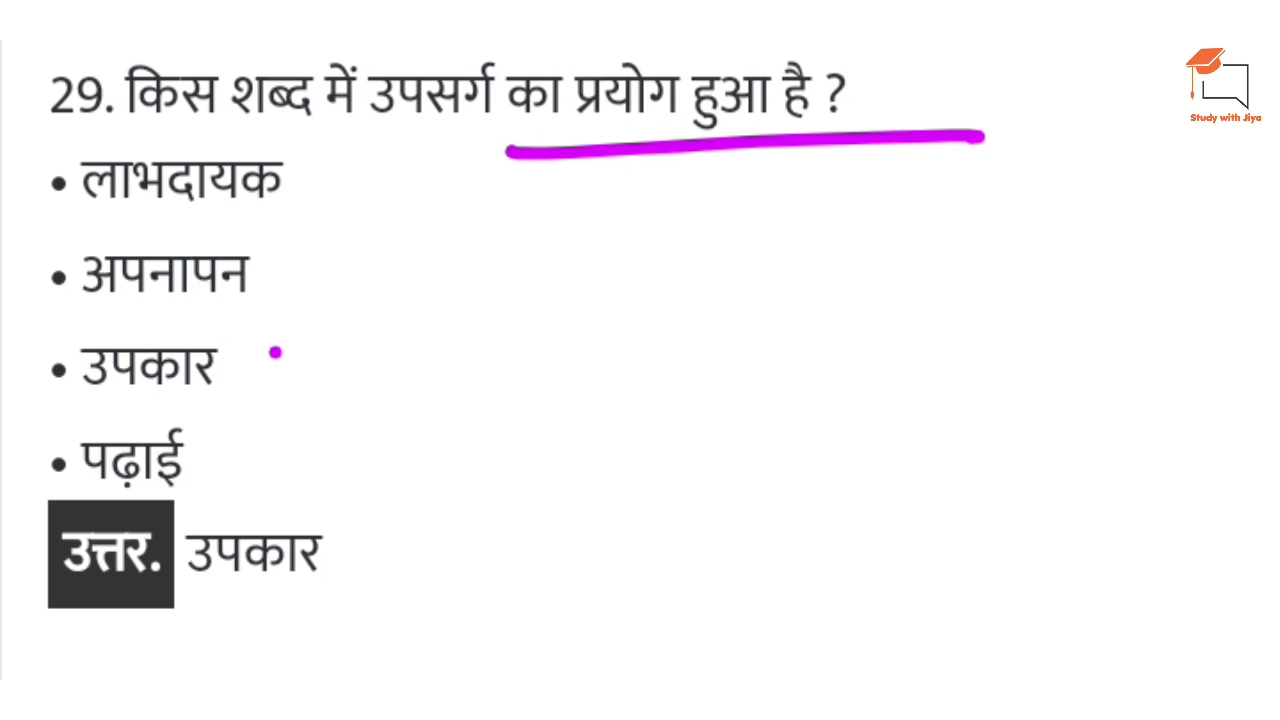 29. किस शब्द में उपसर्ग का प्रयोग हुआ है ?
• लाभदायक
• अपनापन
• उपकार
• पढ़ाई
उत्तर. उपकार
Study with Jiya